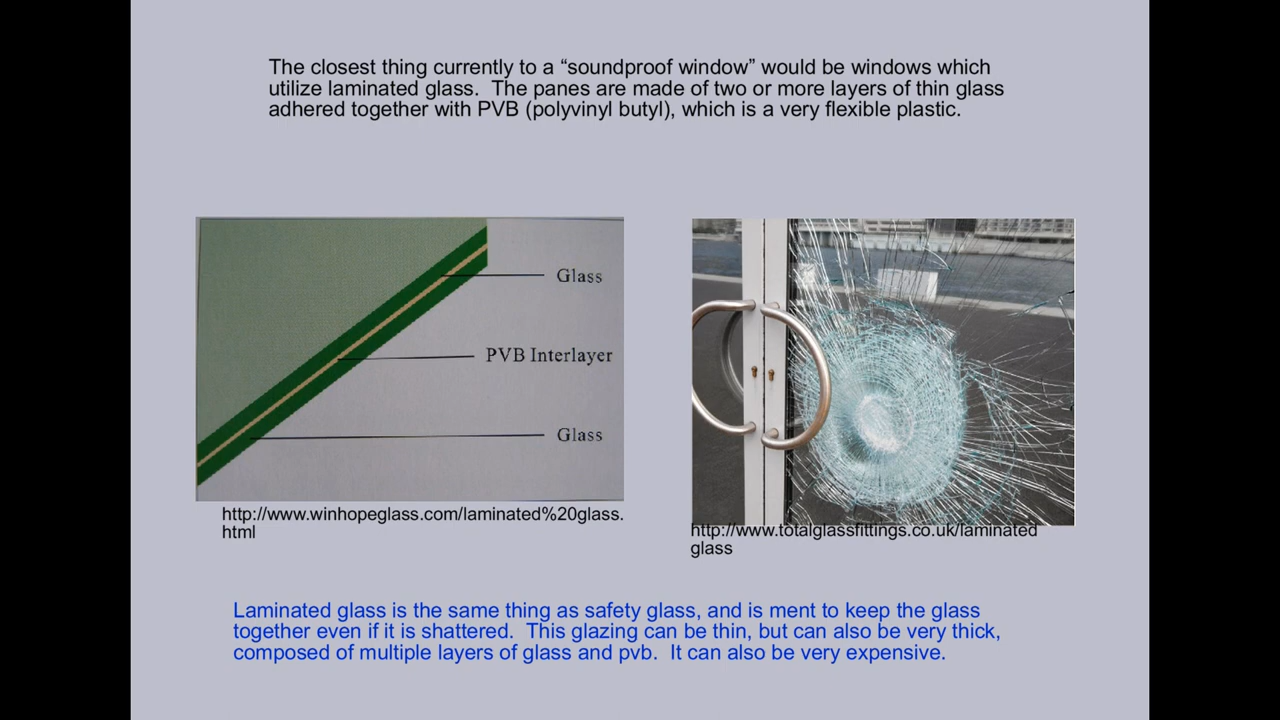 The closest thing currently to a “soundproof window” would be windows which
utilize laminated glass.  The panes are made of two or more layers of thin glass
adhered together with PVB (polyvinyl butyl), which is a very flexible plastic.
Glass
PVB Interlayer
Glass
http://www.winhopeglass.com/laminated%20glass.
html
http://www.totalglassfittings.co.uk/laminated
glass
Laminated glass is the same thing as safety glass, and is ment to keep the glass
together even if it is shattered.  This glazing can be thin, but can also be very thick,
composed of multiple layers of glass and pvb.  It can also be very expensive.